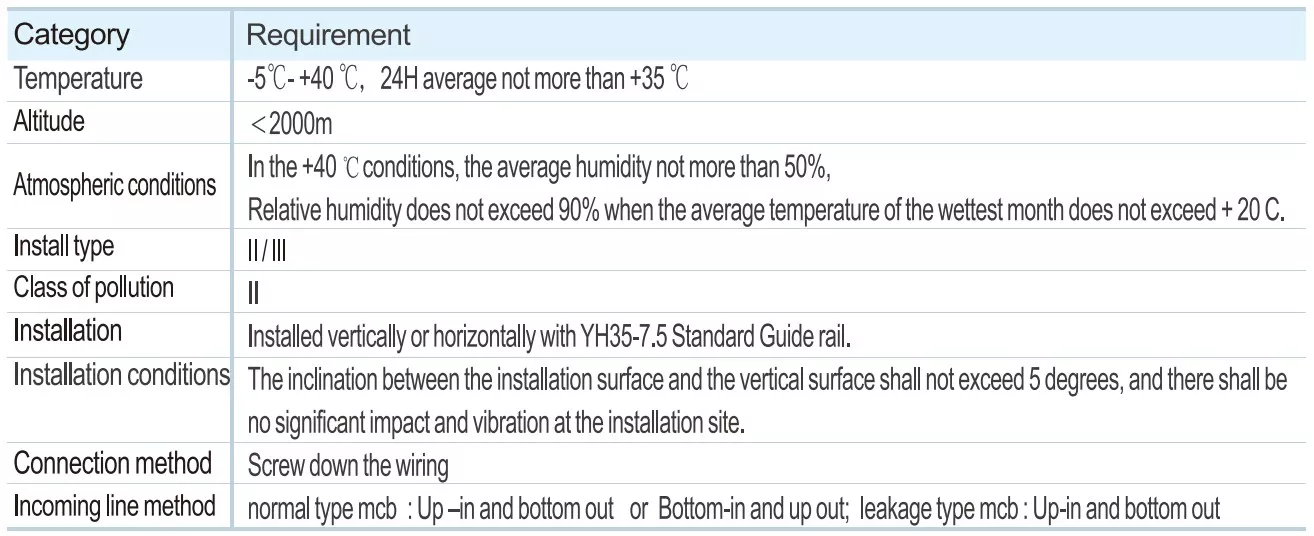 Category Requirement
Temperature -5℃- +40 ℃, 24H average not more than +35 ℃
Altitude ＜2000m
Atmospheric conditions In the +40 ℃ conditions, the average humidity not more than 50%,
Relative humidity does not exceed 90% when the average temperature of the wettest month does not exceed + 20 C.
Install type II / III
Class of pollution II
Installation Installed vertically or horizontally with YH35-7.5 Standard Guide rail.
Installation conditions The inclination between the installation surface and the vertical surface shall not exceed 5 degrees, and there shall be
no significant impact and vibration at the installation site.
Connection method Screw down the wiring
Incoming line method normal type mcb : Up –in and bottom out or Bottom-in and up out; leakage type mcb : Up-in and bottom out